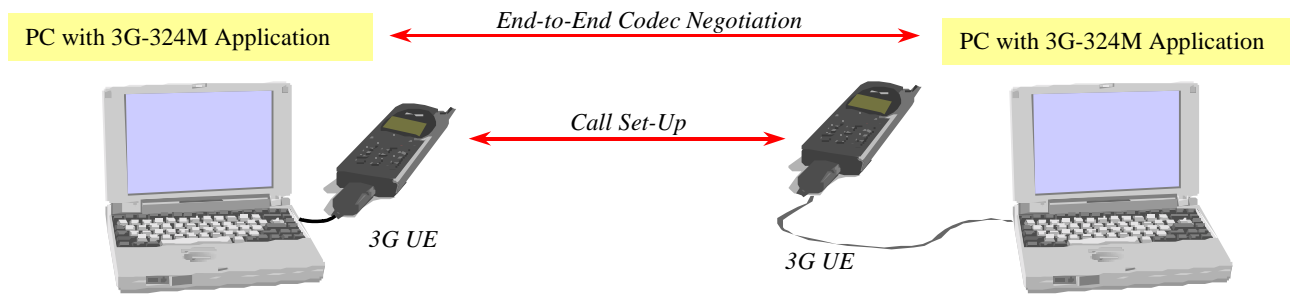 End-to-End Codec Negotiation
PC with 3G-324M Application
PC with 3G-324M Application
Call Set-Up
3G UE
3G UE